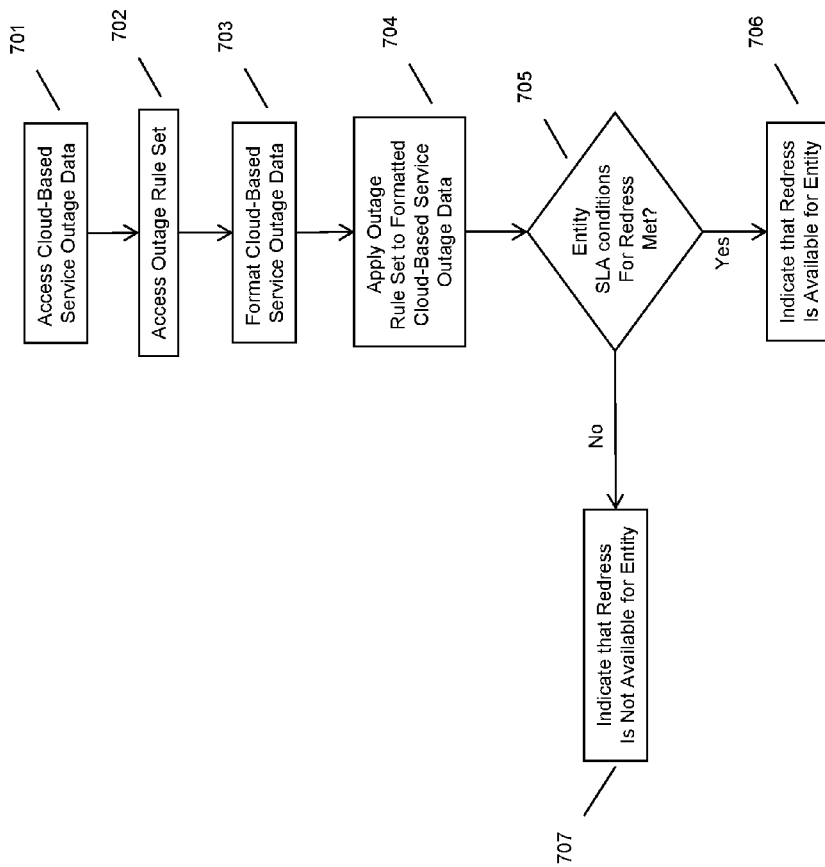 701
Access Cloud-Based
Service Outage Data
702
Access Outage Rule Set
703
Format Cloud-Based
Service Outage Data
704
Apply Outage
Rule Set to Formatted
Cloud-Based Service
Outage Data
705
Entity
SLA conditions
For Redress
Met?
No
Yes
706
Indicate that Redress
Is Available for Entity
Indicate that Redress
Is Not Available for Entity
707